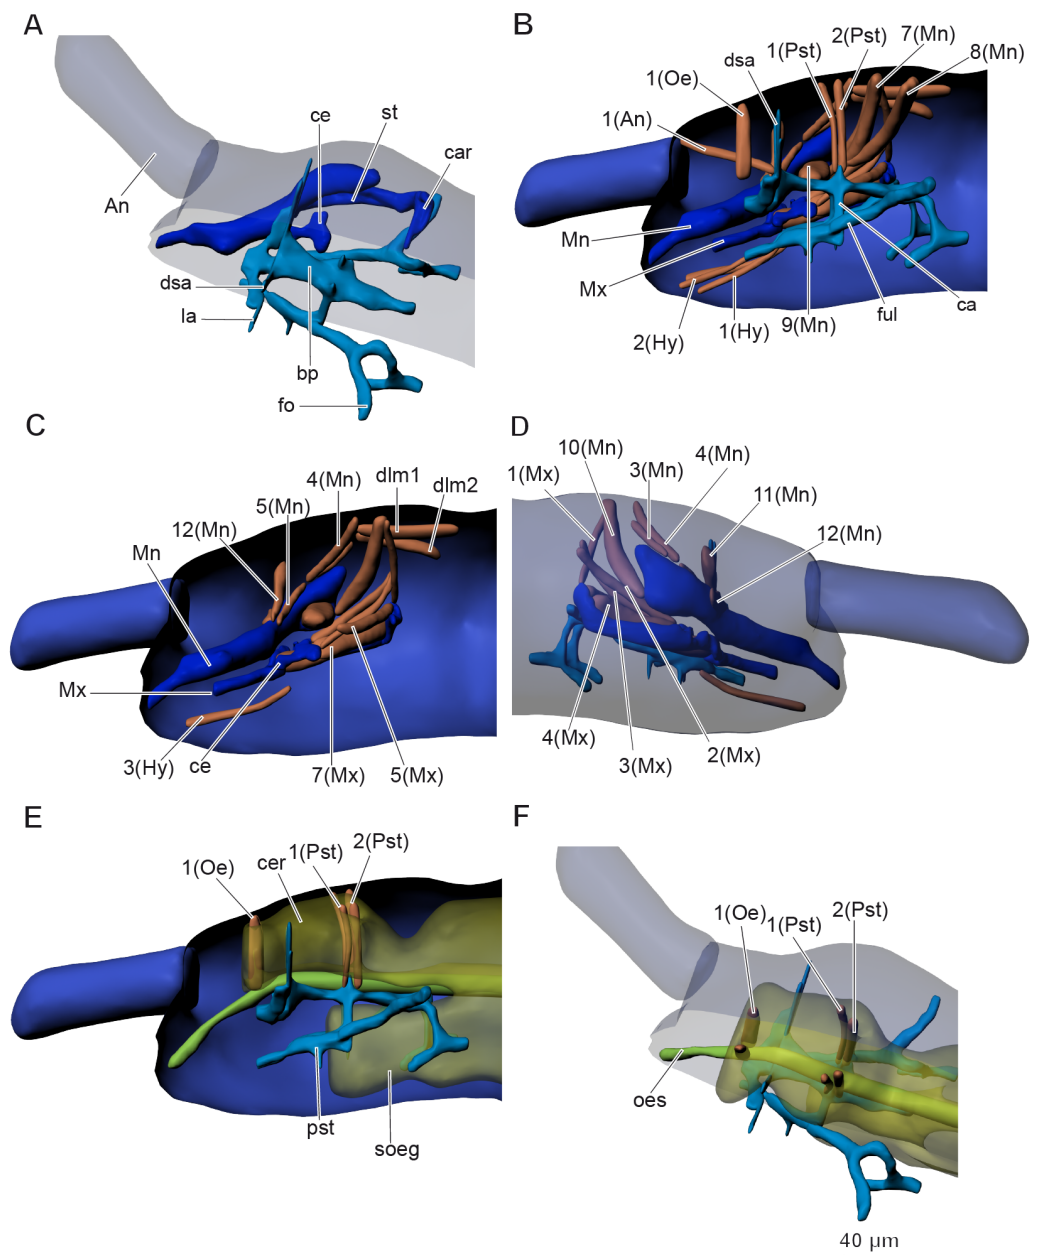 A
ce
st
car
An
dsa
la
bp
fo
B
1(Oe)
dsa
1(Pst)
2(Pst)
7(Mn)
8(Mn)
1(An)
Mn
Mx
2(Hy)
1(Hy)
9(Mn)
ful
ca
C
4(Mn)
dlm1
dlm2
5(Mn)
12(Mn)
Mn
Mx
3(Hy)
ce
7(Mx)
5(Mx)
D
10(Mn)
1(Mx)
3(Mn)
4(Mn)
11(Mn)
12(Mn)
4(Mx)
3(Mx)
2(Mx)
E
1(Oe)
cer
1(Pst)
2(Pst)
pst
soeg
F
1(Oe)
1(Pst)
2(Pst)
oes
40 µm